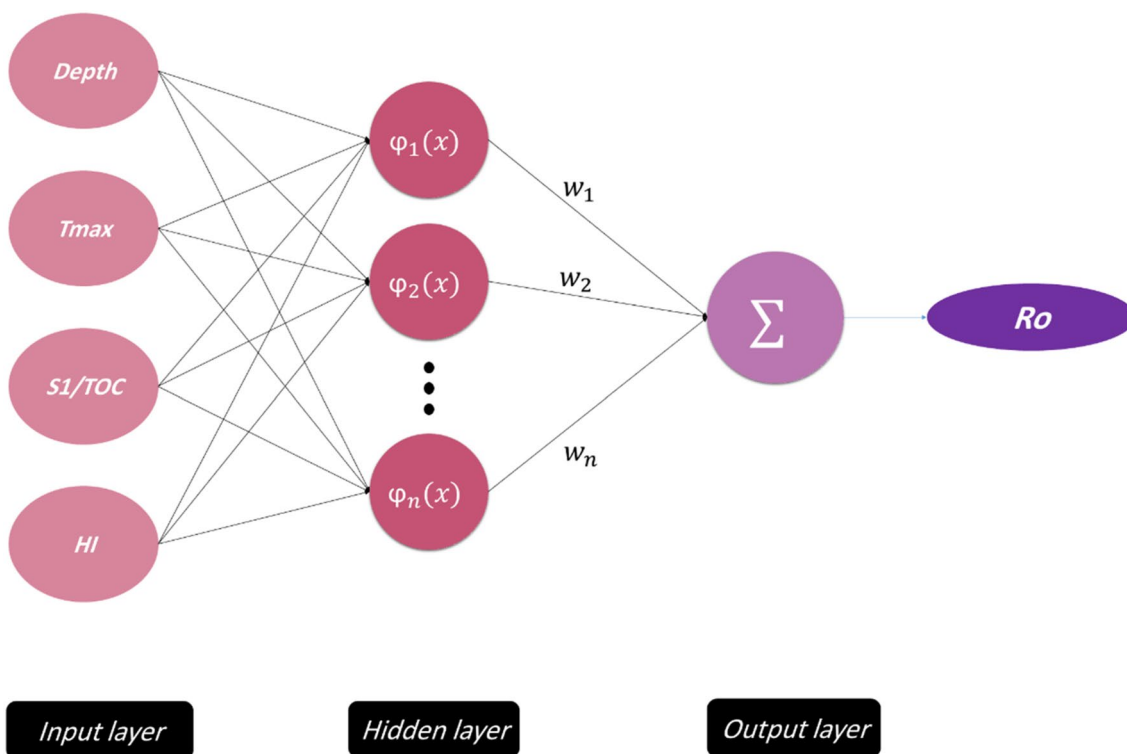 Depth
Tmax
S1/TOC
HI
φ₁(x)
φ₂(x)
φₙ(x)
w₁
w₂
wₙ
∑
Ro
Input layer
Hidden layer
Output layer